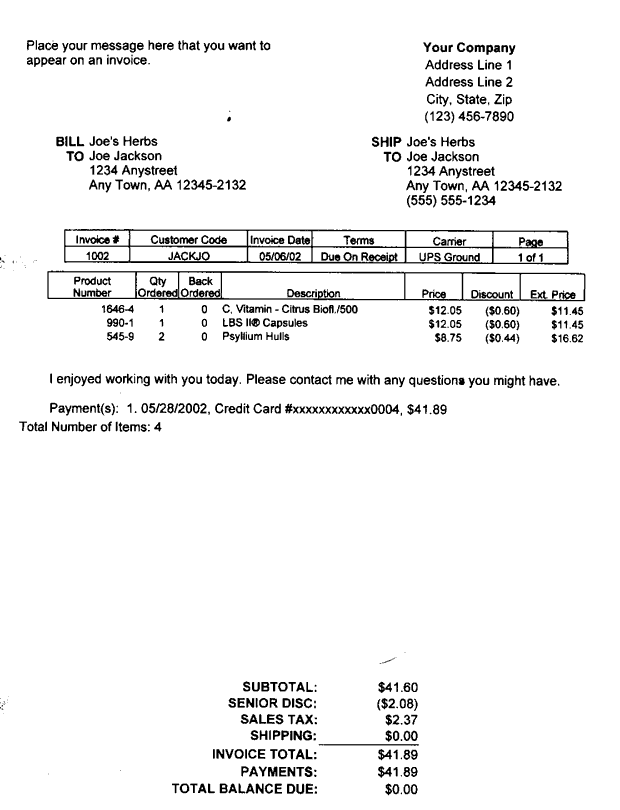 Place your message here that you want to
appear on an invoice.
Your Company
Address Line 1
Address Line 2
City, State, Zip
(123) 456-7890
BILL Joe's Herbs
TO Joe Jackson
1234 Anystreet
Any Town, AA 12345-2132
SHIP Joe's Herbs
TO Joe Jackson
1234 Anystreet
Any Town, AA 12345-2132
(555) 555-1234
Invoice # Customer Code Invoice Date Terms Carrier Page
1002 JACKJO 05/06/02 Due On Receipt UPS Ground 1 of 1
Product Qty Back
Number Ordered Ordered Description Price Discount Ext. Price
1646-4 1 0 C, Vitamin - Citrus Biofl./500 $12.05 ($0.60) $11.45
990-1 1 0 LBS II® Capsules $12.05 ($0.60) $11.45
545-9 2 0 Psyllium Hulls $8.75 ($0.44) $16.62
I enjoyed working with you today. Please contact me with any questions you might have.
Payment(s): 1. 05/28/2002, Credit Card #xxxxxxxxxxxx0004, $41.89
Total Number of Items: 4
SUBTOTAL: $41.60
SENIOR DISC: ($2.08)
SALES TAX: $2.37
SHIPPING: $0.00
INVOICE TOTAL: $41.89
PAYMENTS: $41.89
TOTAL BALANCE DUE: $0.00